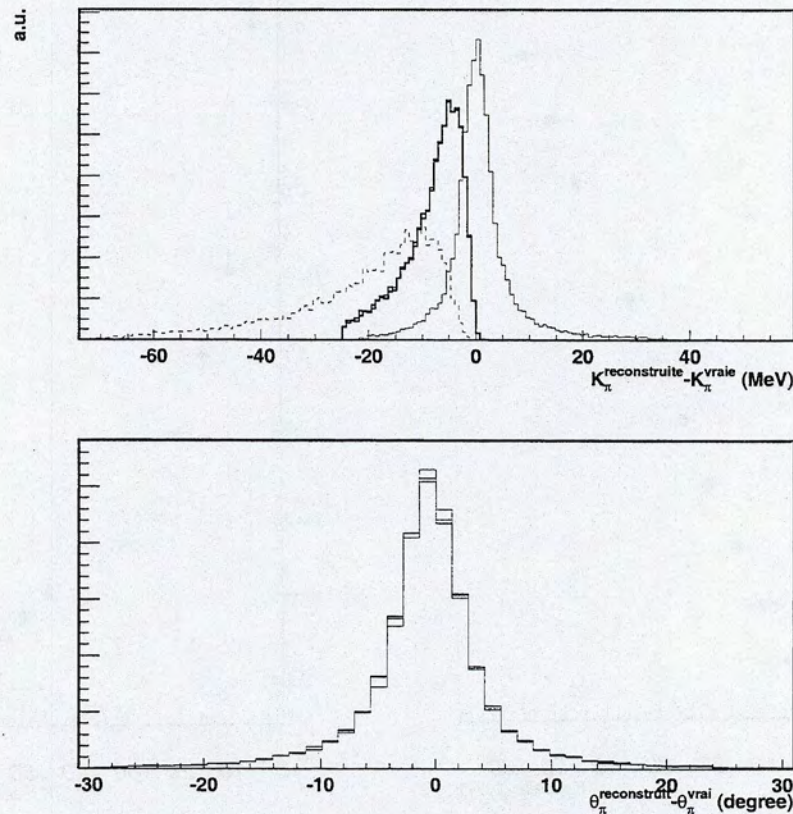 a.u.
-60 -40 -20 0 20 40
K_π^reconstruite-K_π^vraie (MeV)
-30 -20 -10 0 10 20 30
θ_π^reconstruit-θ_π^vrai (degree)